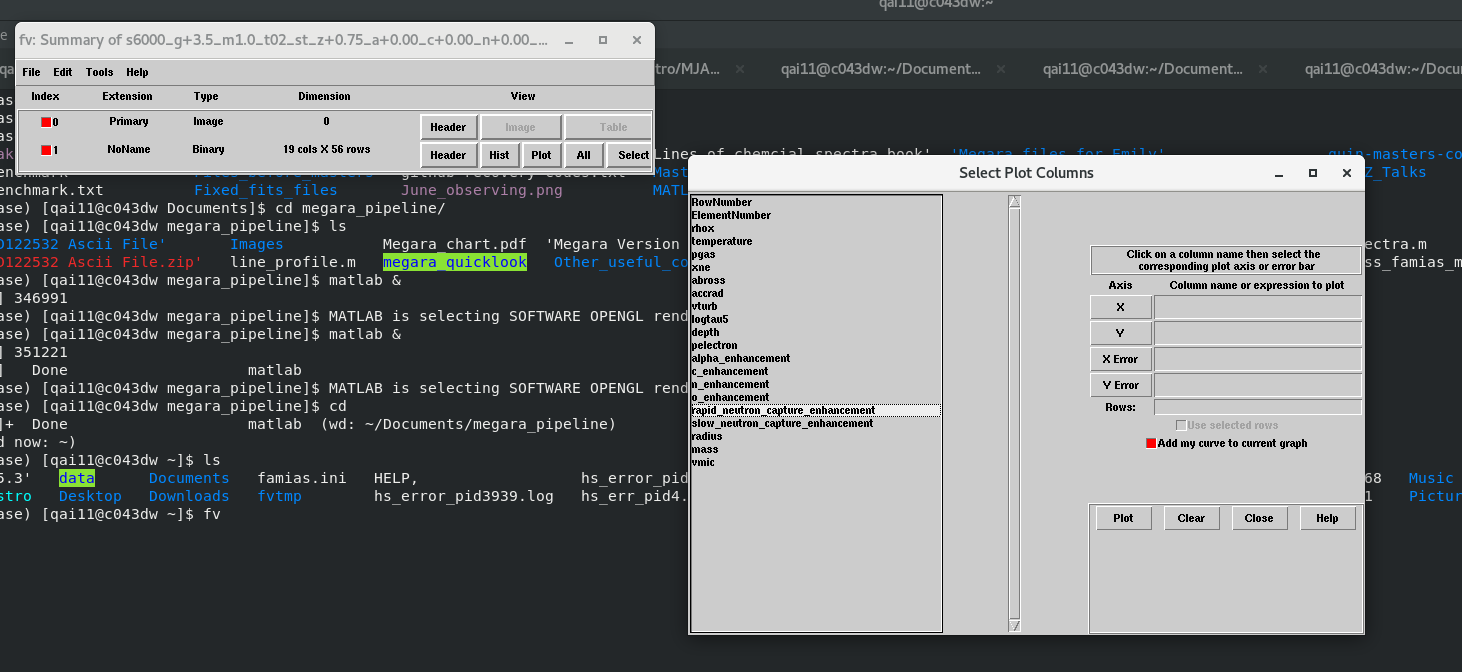 qai11@c043dw:~
fv: Summary of s6000_g+3.5_m1.0_t02_st_z+0.75_a+0.00_c+0.00_n+0.00_...
File Edit Tools Help
Index Extension Type Dimension View
0 Primary Image 0 Header Image Table
1 NoName Binary 19 cols X 56 rows Header Hist Plot All Select
tro/MJA... qai11@c043dw:~/Document... qai11@c043dw:~/Document... qai11@c043dw:~/Docu
Lines of chemcial spectra book' 'Megara files for Emily' quip-masters-co
enchmark Files_before_masters github-recovery-codes.txt Mast Z_Talks
enchmark.txt Fixed_fits_files June_observing.png MATL
ase) [qai11@c043dw Documents]$ cd megara_pipeline/
ase) [qai11@c043dw megara_pipeline]$ ls
D122532 Ascii File' Images Megara_chart.pdf 'Megara Version ectra.m
D122532 Ascii File.zip' line_profile.m megara_quicklook Other_useful_co ss_famias_m
ase) [qai11@c043dw megara_pipeline]$ matlab &
] 346991
ase) [qai11@c043dw megara_pipeline]$ MATLAB is selecting SOFTWARE OPENGL rend
ase) [qai11@c043dw megara_pipeline]$ matlab &
] 351221
] Done matlab
ase) [qai11@c043dw megara_pipeline]$ MATLAB is selecting SOFTWARE OPENGL rend
ase) [qai11@c043dw megara_pipeline]$ cd
]+ Done matlab (wd: ~/Documents/megara_pipeline)
d now: ~)
ase) [qai11@c043dw ~]$ ls
5.3' data Documents famias.ini HELP, hs_error_pid 68 Music
stro Desktop Downloads fvtmp hs_error_pid3939.log hs_err_pid4. 1 Pictur
ase) [qai11@c043dw ~]$ fv
Select Plot Columns
RowNumber
ElementNumber
rhox
temperature
pgas
xne
abross
accrad
vturb
logtau5
depth
pelectron
alpha_enhancement
c_enhancement
n_enhancement
o_enhancement
rapid_neutron_capture_enhancement
slow_neutron_capture_enhancement
radius
mass
vmic
Click on a column name then select the
corresponding plot axis or error bar
Axis Column name or expression to plot
X
Y
X Error
Y Error
Rows:
Use selected rows
Add my curve to current graph
Plot Clear Close Help